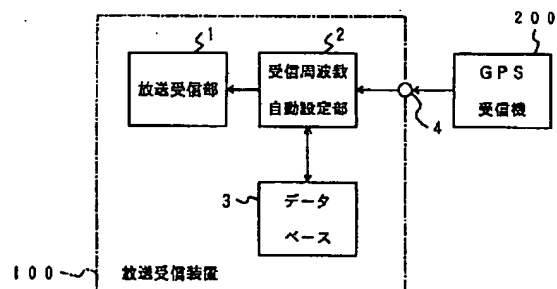 1
2
200
放送受信部
受信周波数
自動設定部
GPS
受信機
4
3
データ
ベース
100
放送受信装置